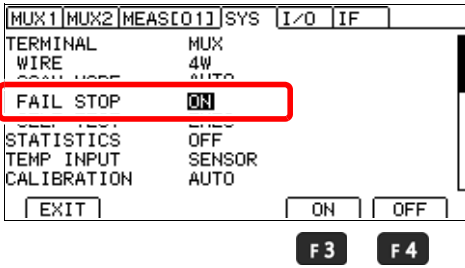 MUX1 MUX2 MEAS[01] SYS I/O IF
TERMINAL MUX
WIRE 4W
AUTO
FAIL STOP ON
STATISTICS OFF
TEMP INPUT SENSOR
CALIBRATION AUTO
EXIT ON OFF
F3 F4